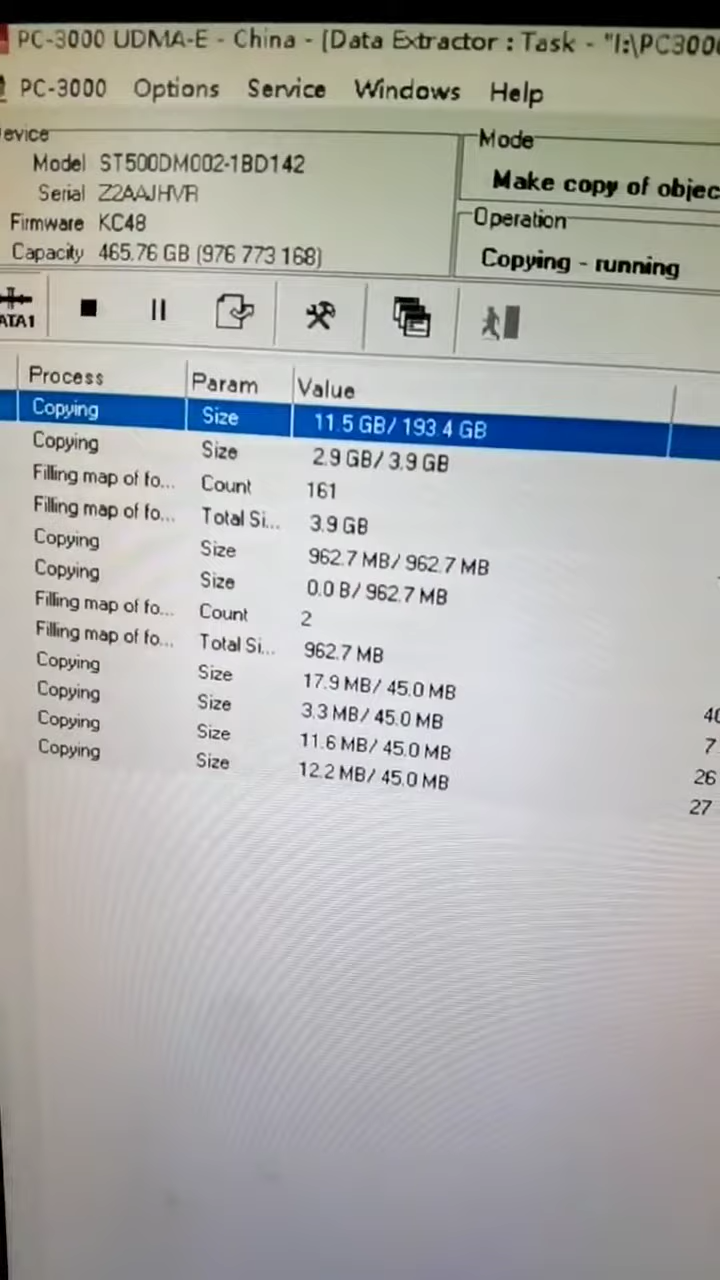 PC-3000 UDMA-E - China - [Data Extractor : Task - "I:\PC3000
PC-3000 Options Service Windows Help
evice
Model ST500DM002-1BD142
Serial Z2AAJHVR
Firmware KC48
Capacity 465.76 GB (976 773 168)
Mode
Make copy of objec
Operation
Copying - running
ATA1
Process Param Value
Copying Size 11.5 GB/ 193.4 GB
Copying Size 2.9 GB/ 3.9 GB
Filling map of fo... Count 161
Filling map of fo... Total Si... 3.9 GB
Copying Size 962.7 MB/ 962.7 MB
Copying Size 0.0 B/ 962.7 MB
Filling map of fo... Count 2
Filling map of fo... Total Si... 962.7 MB
Copying Size 17.9 MB/ 45.0 MB 40
Copying Size 3.3 MB/ 45.0 MB 7
Copying Size 11.6 MB/ 45.0 MB 26
Copying Size 12.2 MB/ 45.0 MB 27